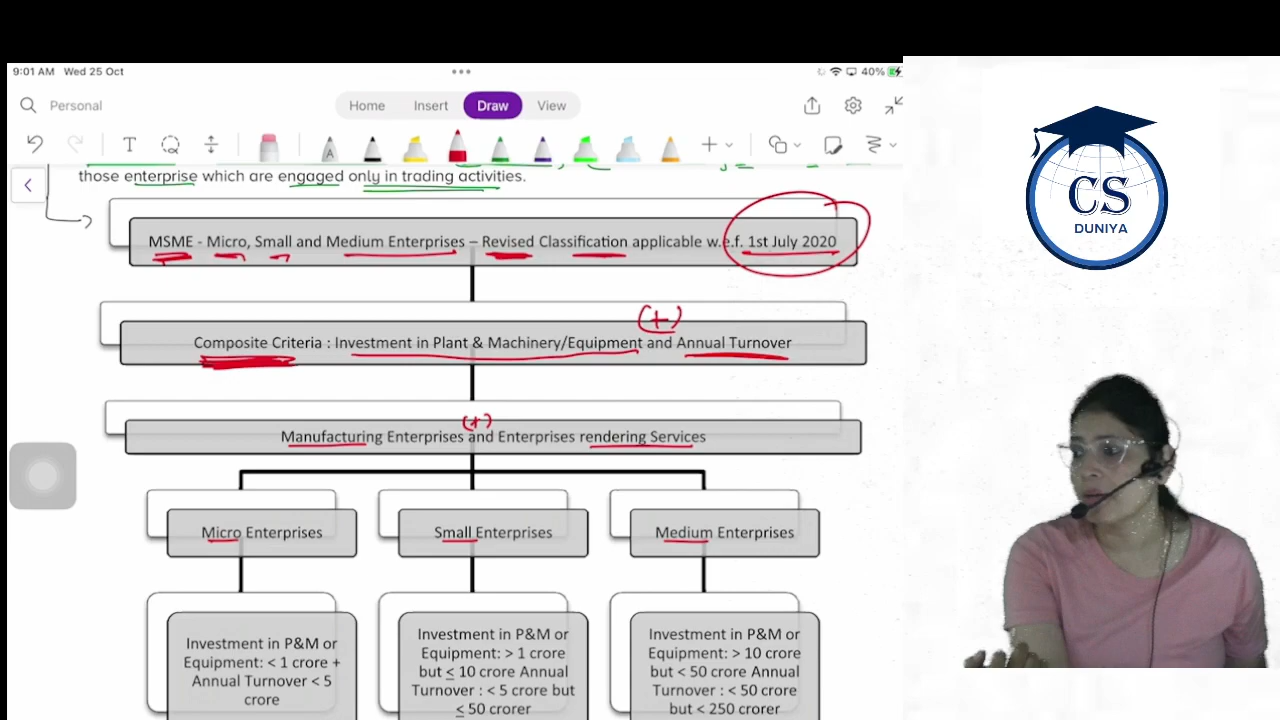 9:01 AM Wed 25 Oct
40%
Personal
Home Insert Draw View
T
A
those enterprise which are engaged only in trading activities.
MSME - Micro, Small and Medium Enterprises – Revised Classification applicable w.e.f. 1st July 2020
(+)
Composite Criteria : Investment in Plant & Machinery/Equipment and Annual Turnover
(+)
Manufacturing Enterprises and Enterprises rendering Services
Micro Enterprises
Small Enterprises
Medium Enterprises
Investment in P&M or
Equipment: < 1 crore +
Annual Turnover < 5
crore
Investment in P&M or
Equipment: > 1 crore
but ≤ 10 crore Annual
Turnover : < 5 crore but
≤ 50 crorer
Investment in P&M or
Equipment: > 10 crore
but < 50 crore Annual
Turnover : < 50 crore
but < 250 crorer
CS
DUNIYA